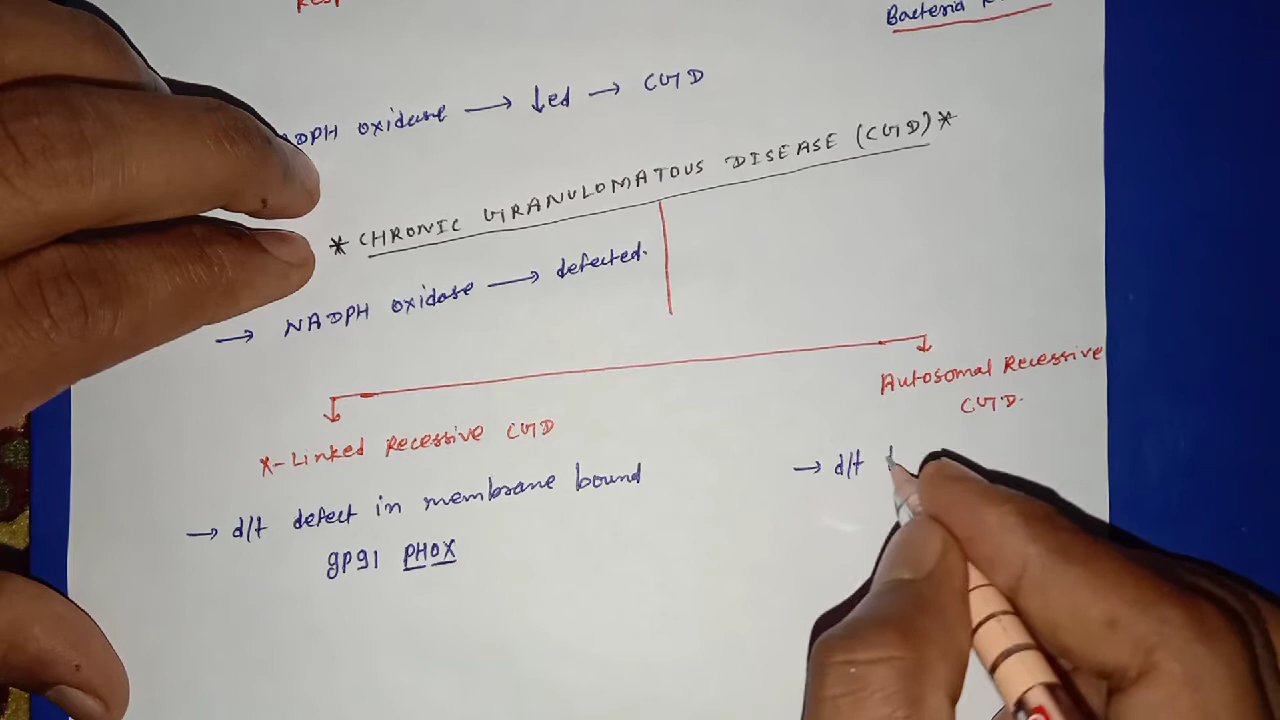 Bacteria
NADPH oxidase → ↓ed → CGD
* CHRONIC GRANULOMATOUS DISEASE (CGD) *
→ NADPH oxidase → defected.
Autosomal Recessive
CGD.
X-Linked Recessive CGD
→ d/t defect in membrane bound
gp91 PHOX
→ d/t